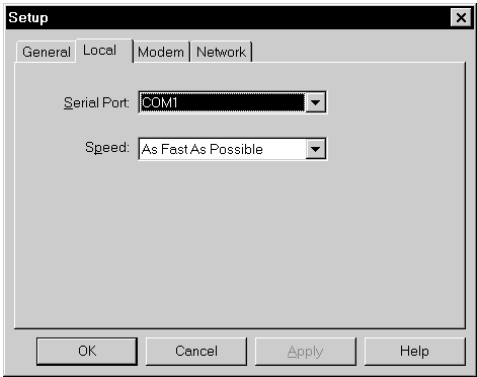 Setup
General Local Modem Network
Serial Port: COM1
Speed: As Fast As Possible
OK Cancel Apply Help